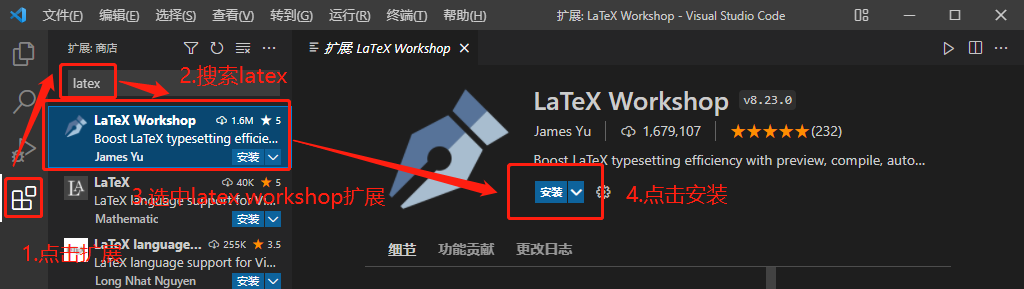 文件(F) 编辑(E) 选择(S) 查看(V) 转到(G) 运行(R) 终端(T) 帮助(H) 扩展: LaTeX Workshop - Visual Studio Code
扩展: 商店
扩展: LaTeX Workshop
latex
2.搜索latex
LaTeX Workshop 1.6M ★ 5
Boost LaTeX typesetting efficie...
James Yu 安装
LaTeX 40K ★ 5
LaTeX language support for Vi...
Mathematic 安装
LaTeX language... 255K ★ 3.5
LaTeX language support for Vi...
Long Nhat Nguyen 安装
1.点击扩展
3.选中latex workshop扩展
LaTeX Workshop v8.23.0
James Yu 1,679,107 ★★★★★(232)
Boost LaTeX typesetting efficiency with preview, compile, auto...
安装
4.点击安装
细节 功能贡献 更改日志